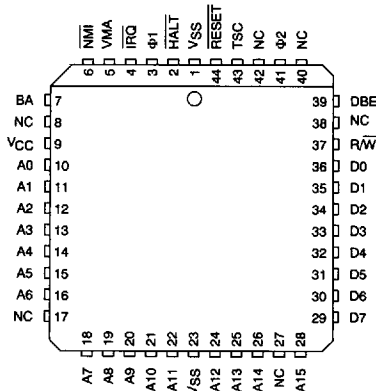 NMI VMA IRQ Φ1 HALT VSS RESET TSC NC Φ2 NC
6 5 4 3 2 1 44 43 42 41 40
BA 7 39 DBE
NC 8 38 NC
VCC 9 37 R/W
A0 10 36 D0
A1 11 35 D1
A2 12 34 D2
A3 13 33 D3
A4 14 32 D4
A5 15 31 D5
A6 16 30 D6
NC 17 29 D7
18 19 20 21 22 23 24 25 26 27 28
A7 A8 A9 A10 A11 VSS A12 A13 A14 NC A15